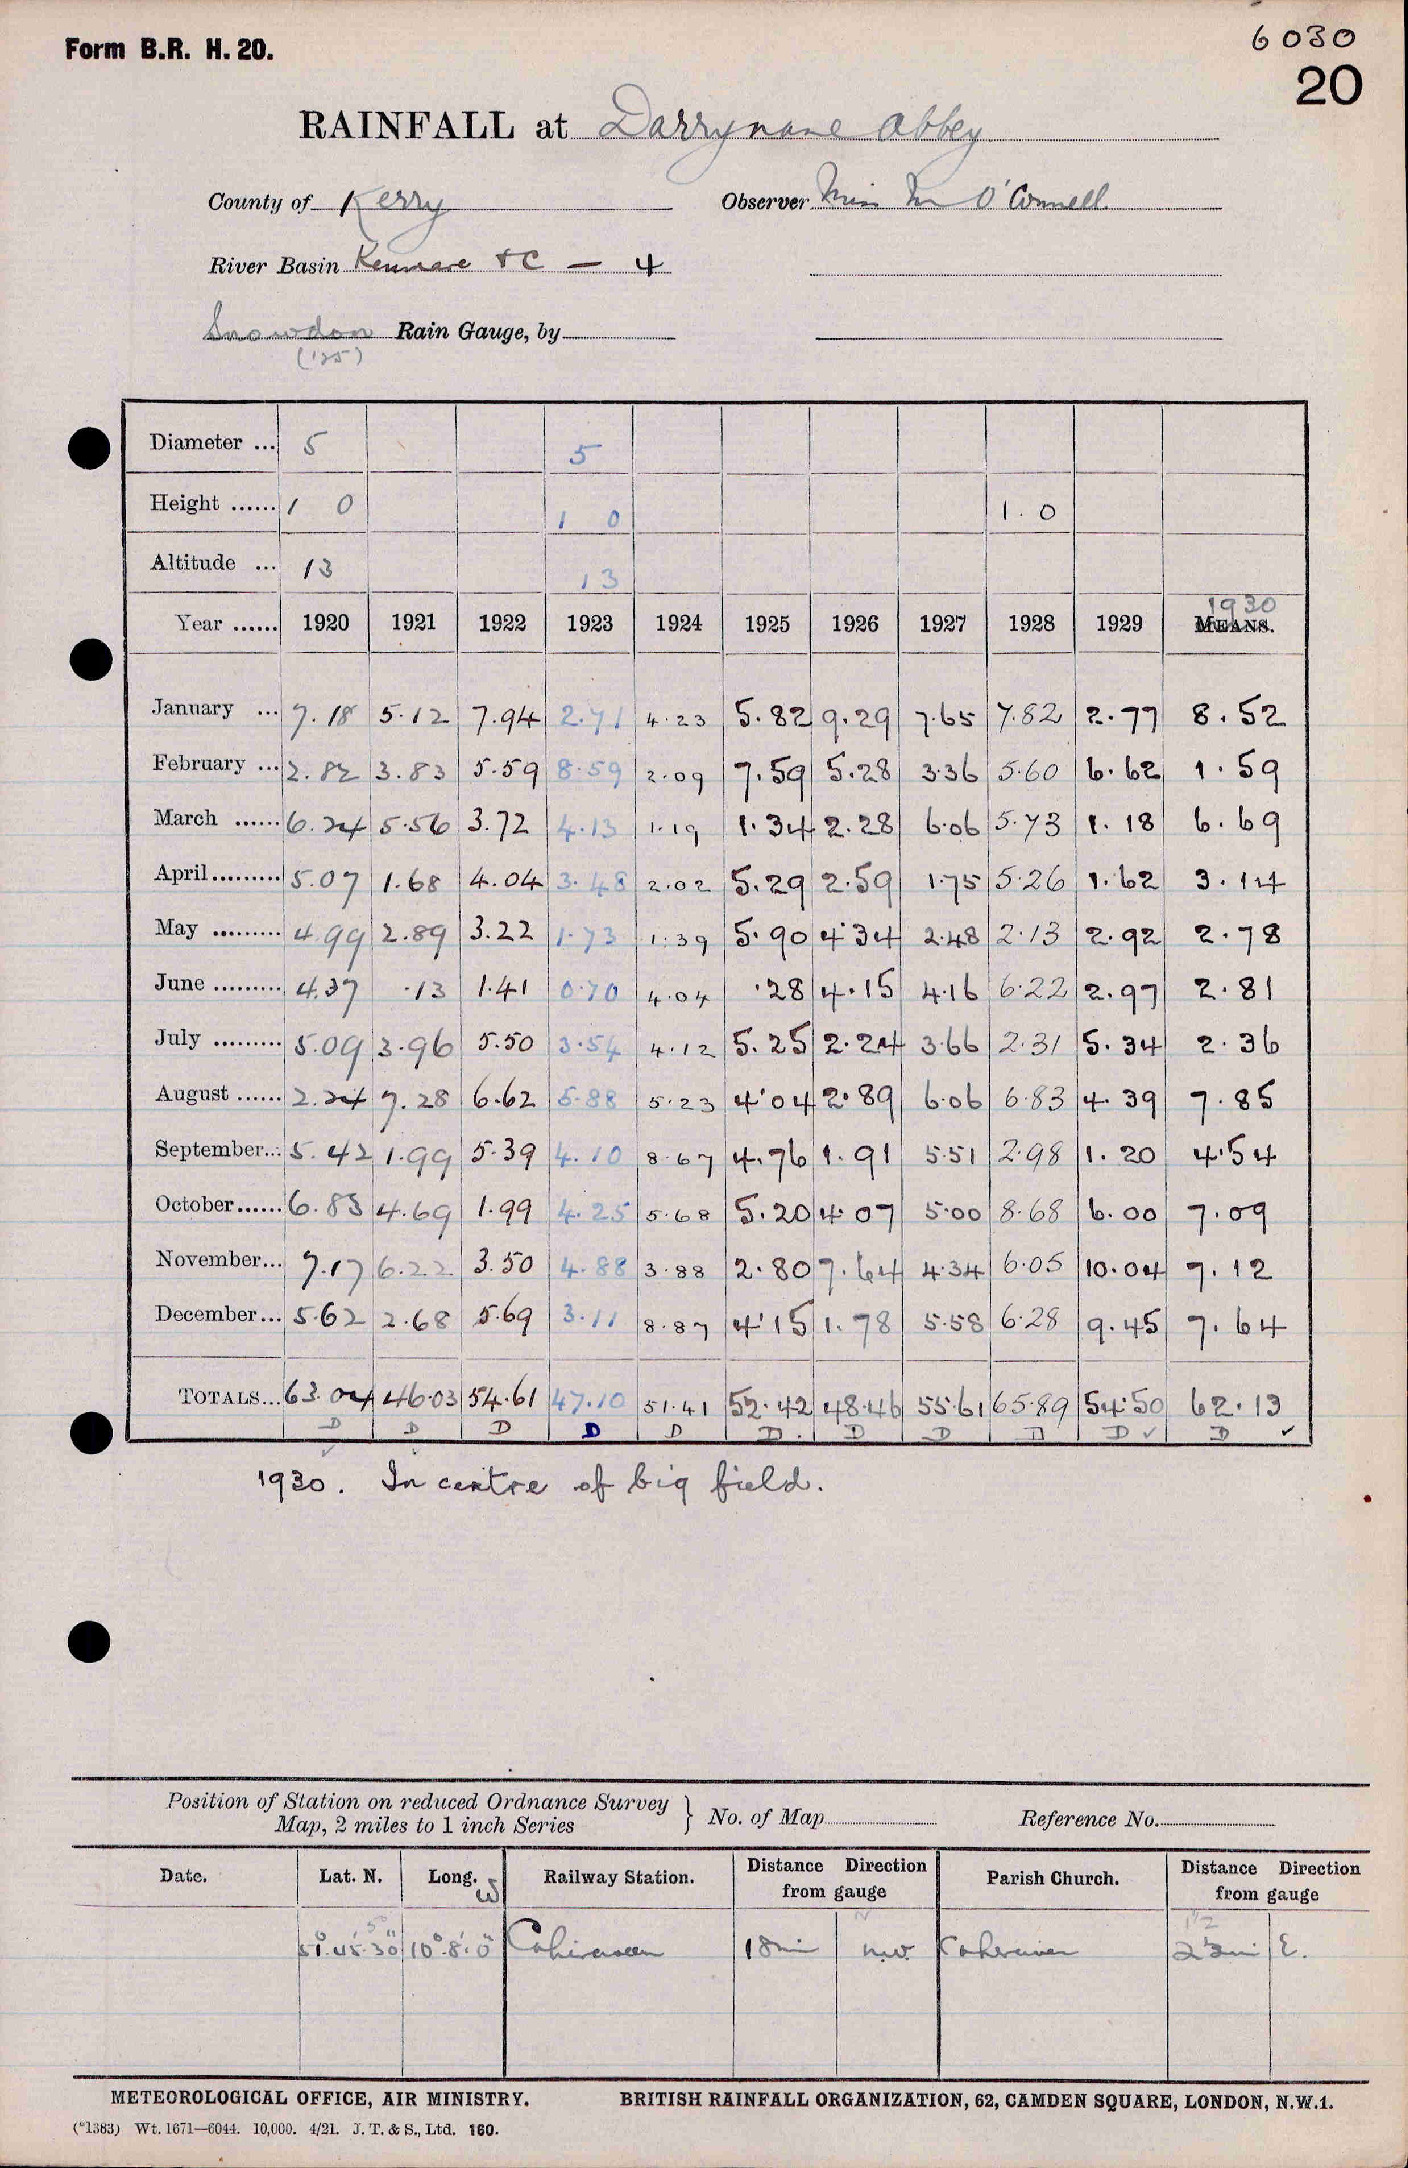 Form B.R. H. 20.
6030
20
RAINFALL at Darrynane Abbey
County of Kerry Observer Miss M O'Connell
River Basin Kenmare &C — 4
Snowdon Rain Gauge, by
('25)
Diameter ... 5 5
Height ...... 1 0 1 0 1. 0
Altitude ... 13 13
1930
Year ...... 1920 1921 1922 1923 1924 1925 1926 1927 1928 1929 MEANS.
January ... 7.18 5.12 7.94 2.71 4.23 5.82 9.29 7.65 7.82 2.77 8.52
February ... 2.82 3.83 5.59 8.59 2.09 7.59 5.28 3.36 5.60 6.62 1.59
March ...... 6.24 5.56 3.72 4.13 1.19 1.34 2.28 6.06 5.73 1.18 6.69
April......... 5.07 1.68 4.04 3.48 2.02 5.29 2.59 1.75 5.26 1.62 3.14
May ......... 4.99 2.89 3.22 1.73 1.39 5.90 4.34 2.48 2.13 2.92 2.78
June ......... 4.37 .13 1.41 0.70 4.04 .28 4.15 4.16 6.22 2.97 2.81
July ......... 5.09 3.96 5.50 3.54 4.12 5.25 2.24 3.66 2.31 5.34 2.36
August ...... 2.24 7.28 6.62 5.88 5.23 4.04 2.89 6.06 6.83 4.39 7.85
September... 5.42 1.99 5.39 4.10 8.67 4.76 1.91 5.51 2.98 1.20 4.54
October...... 6.83 4.69 1.99 4.25 5.68 5.20 4.07 5.00 8.68 6.00 7.09
November... 7.17 6.22 3.50 4.88 3.88 2.80 7.64 4.34 6.05 10.04 7.12
December... 5.62 2.68 5.69 3.11 8.87 4.15 1.78 5.58 6.28 9.45 7.64
TOTALS... 63.04 46.03 54.61 47.10 51.41 52.42 48.46 55.61 65.89 54.50 62.13
D D D D D D D D D D ✓ D ✓
✓
1930. In centre of big field.
Position of Station on reduced Ordnance Survey
Map, 2 miles to 1 inch Series } No. of Map Reference No.
Date. Lat. N. Long. W Railway Station. Distance Direction from gauge Parish Church. Distance Direction from gauge
51° 45' 30" 10° 8' 0" Cahirciveen 18 mi N.W. E.
METEOROLOGICAL OFFICE, AIR MINISTRY. BRITISH RAINFALL ORGANIZATION, 62, CAMDEN SQUARE, LONDON, N.W.1.
(*1383) Wt. 1671—6044. 10,000. 4/21. J. T. & S., Ltd. 160.